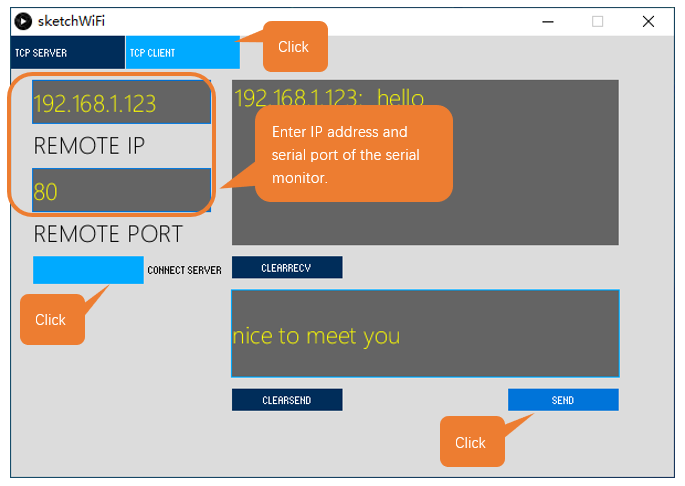 sketchWiFi
TCP SERVER
TCP CLIENT
Click
192.168.1.123
REMOTE IP
80
REMOTE PORT
CONNECT SERVER
Click
192.168.1.123: hello
Enter IP address and
serial port of the serial
monitor.
CLEARRECV
nice to meet you
CLEARSEND
SEND
Click